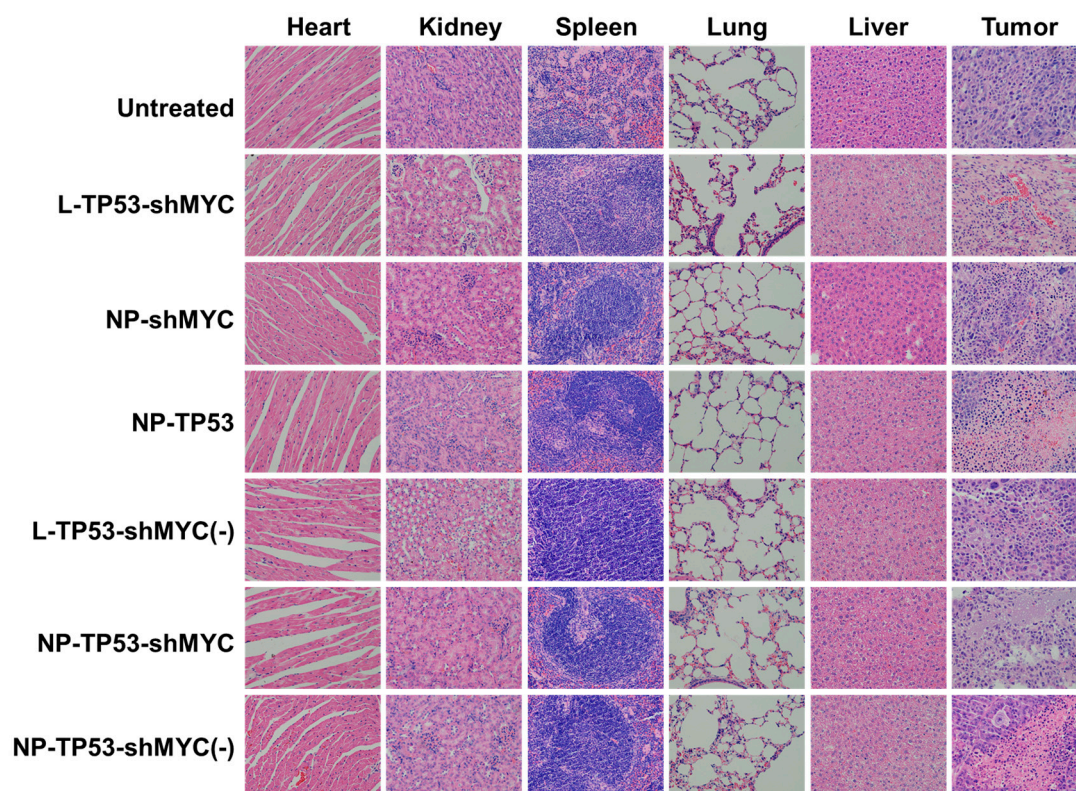 Heart Kidney Spleen Lung Liver Tumor
Untreated
L-TP53-shMYC
NP-shMYC
NP-TP53
L-TP53-shMYC(-)
NP-TP53-shMYC
NP-TP53-shMYC(-)